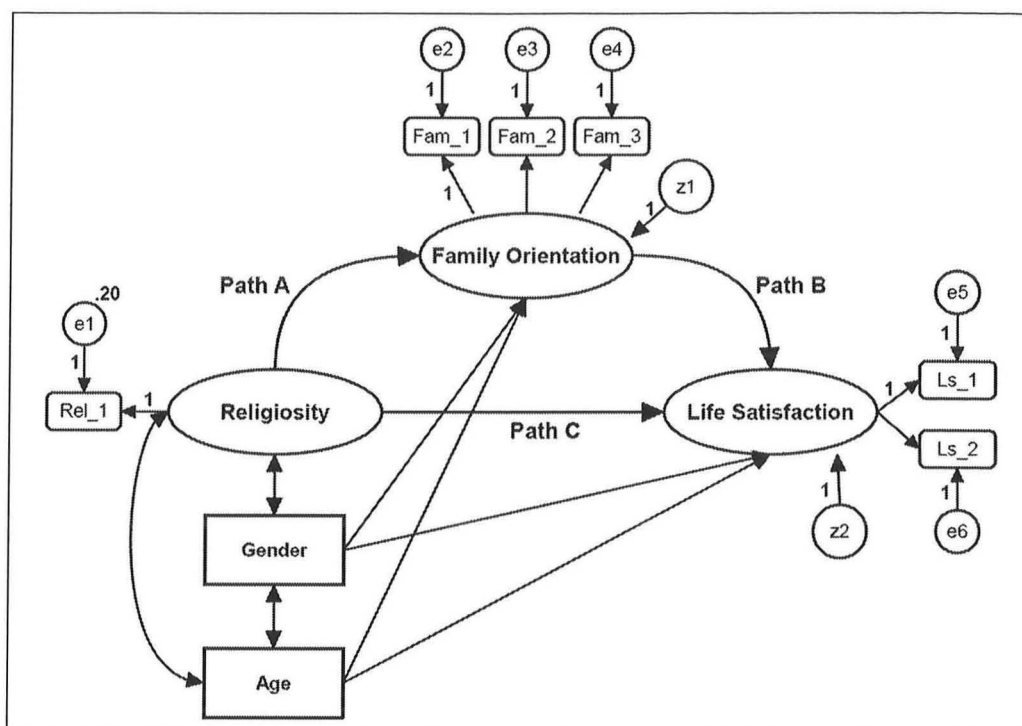 e2
e3
e4
1
1
1
Fam_1
Fam_2
Fam_3
1
z1
1
Family Orientation
Path A
Path B
.20
e1
e5
1
1
Rel_1
1
Religiosity
Path C
Life Satisfaction
1
Ls_1
Ls_2
1
1
z2
e6
Gender
Age